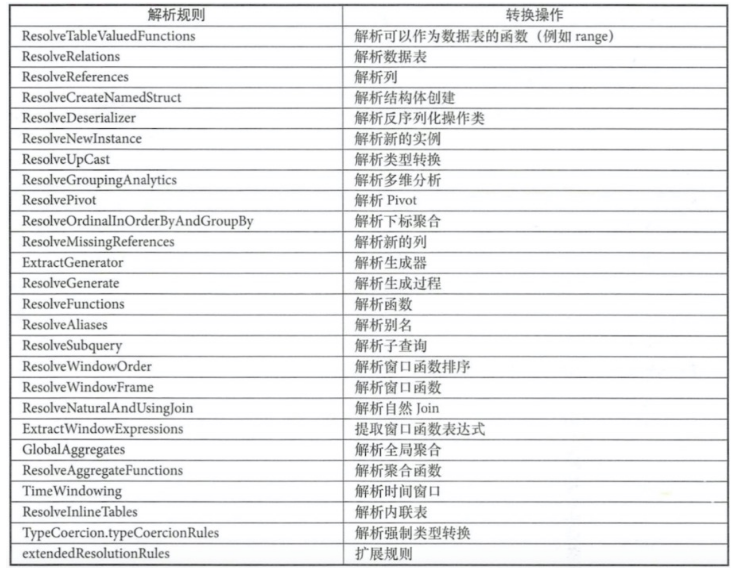 解析规则 转换操作
ResolveTableValuedFunctions 解析可以作为数据表的函数（例如 range）
ResolveRelations 解析数据表
ResolveReferences 解析列
ResolveCreateNamedStruct 解析结构体创建
ResolveDeserializer 解析反序列化操作类
ResolveNewInstance 解析新的实例
ResolveUpCast 解析类型转换
ResolveGroupingAnalytics 解析多维分析
ResolvePivot 解析 Pivot
ResolveOrdinalInOrderByAndGroupBy 解析下标聚合
ResolveMissingReferences 解析新的列
ExtractGenerator 解析生成器
ResolveGenerate 解析生成过程
ResolveFunctions 解析函数
ResolveAliases 解析别名
ResolveSubquery 解析子查询
ResolveWindowOrder 解析窗口函数排序
ResolveWindowFrame 解析窗口函数
ResolveNaturalAndUsingJoin 解析自然 Join
ExtractWindowExpressions 提取窗口函数表达式
GlobalAggregates 解析全局聚合
ResolveAggregateFunctions 解析聚合函数
TimeWindowing 解析时间窗口
ResolveInlineTables 解析内联表
TypeCoercion.typeCoercionRules 解析强制类型转换
extendedResolutionRules 扩展规则